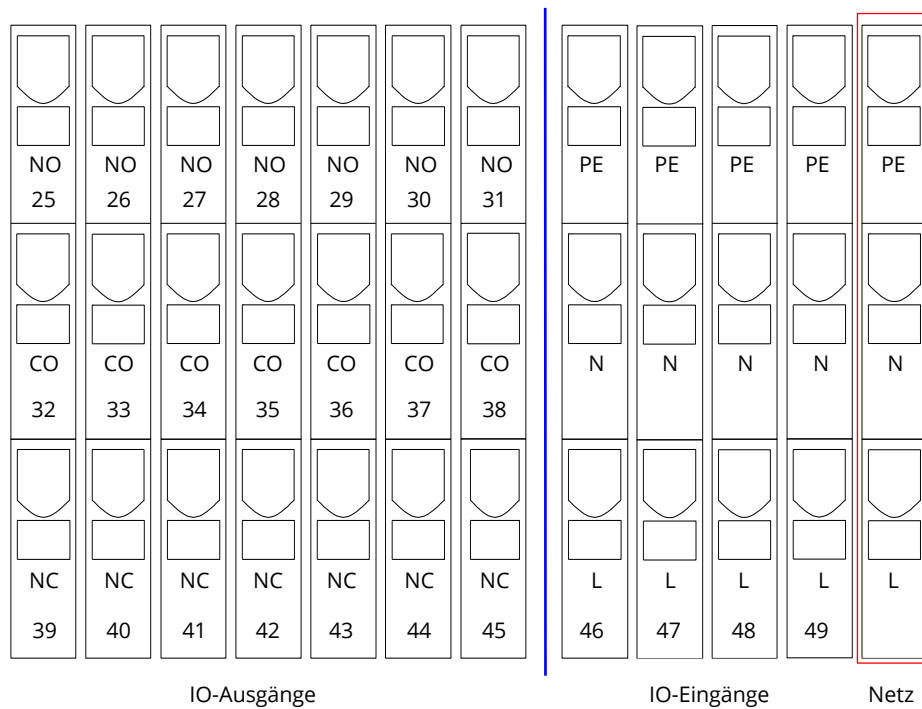 NO NO NO NO NO NO NO PE PE PE PE PE
25 26 27 28 29 30 31
CO CO CO CO CO CO CO N N N N N
32 33 34 35 36 37 38
NC NC NC NC NC NC NC L L L L L
39 40 41 42 43 44 45 46 47 48 49
IO-Ausgänge IO-Eingänge Netz